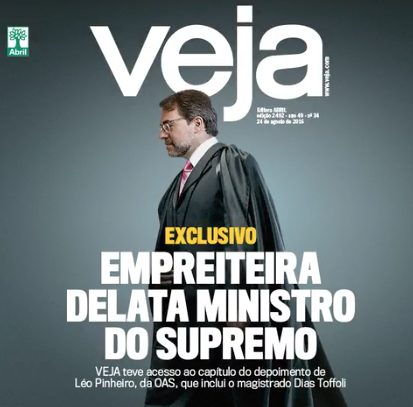 Abril
veja
www.veja.com
Editora ABRIL
edição 2492 - ano 49 - nº 34
24 de agosto de 2016
EXCLUSIVO
EMPREITEIRA
DELATA MINISTRO
DO SUPREMO
VEJA teve acesso ao capítulo do depoimento de
Léo Pinheiro, da OAS, que inclui o magistrado Dias Toffoli